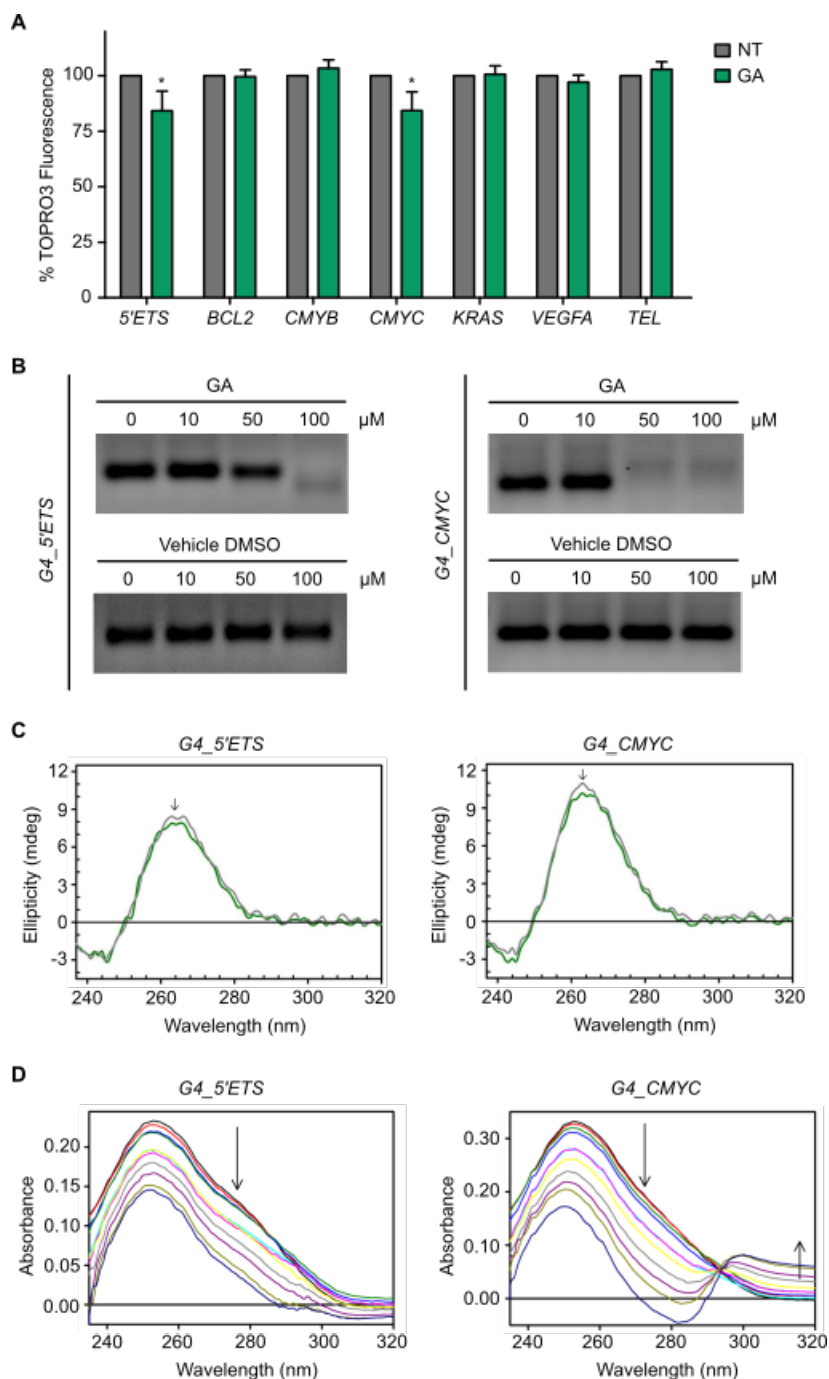 A
NT
GA
% TOPRO3 Fluorescence
100
75
50
25
0
* *
5'ETS BCL2 CMYB CMYC KRAS VEGFA TEL
B
G4_5'ETS
GA
0 10 50 100 µM
Vehicle DMSO
0 10 50 100 µM
G4_CMYC
GA
0 10 50 100 µM
Vehicle DMSO
0 10 50 100 µM
C
G4_5'ETS
Ellipticity (mdeg)
12
9
6
3
0
-3
240 260 280 300 320
Wavelength (nm)
G4_CMYC
Ellipticity (mdeg)
12
9
6
3
0
-3
240 260 280 300 320
Wavelength (nm)
D
G4_5'ETS
Absorbance
0.20
0.15
0.10
0.05
0.00
240 260 280 300 320
Wavelength (nm)
G4_CMYC
Absorbance
0.30
0.20
0.10
0.00
240 260 280 300 320
Wavelength (nm)